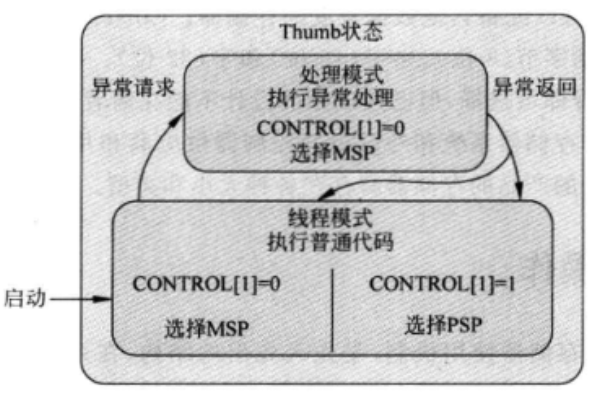 Thumb状态
异常请求
处理模式
执行异常处理
CONTROL[1]=0
选择MSP
异常返回
线程模式
执行普通代码
启动
CONTROL[1]=0
选择MSP
CONTROL[1]=1
选择PSP